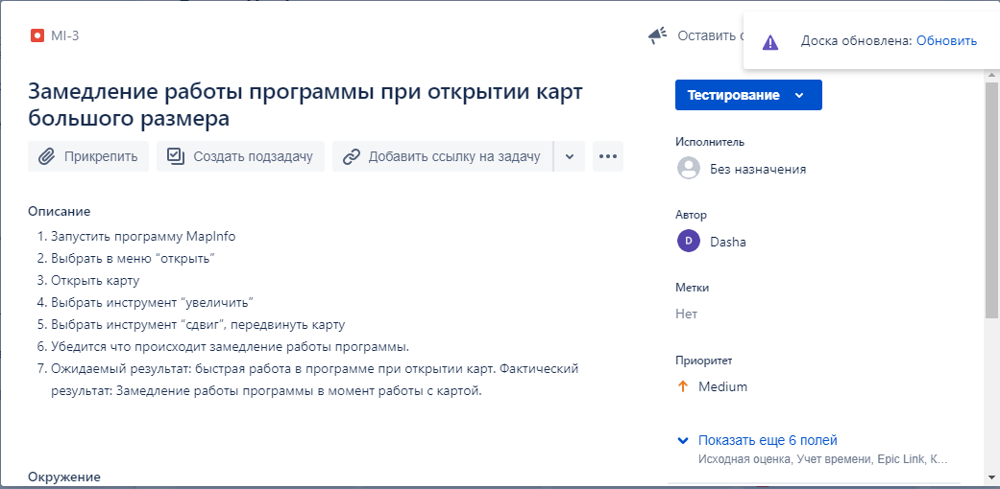 MI-3
Оставить о
Доска обновлена: Обновить
Замедление работы программы при открытии карт
большого размера
Прикрепить
Создать подзадачу
Добавить ссылку на задачу
Тестирование
Исполнитель
Без назначения
Описание
1. Запустить программу MapInfo
2. Выбрать в меню “открыть”
3. Открыть карту
4. Выбрать инструмент “увеличить”
5. Выбрать инструмент “сдвиг”, передвинуть карту
6. Убедится что происходит замедление работы программы.
7. Ожидаемый результат: быстрая работа в программе при открытии карт. Фактический
результат: Замедление работы программы в момент работы с картой.
Автор
D
Dasha
Метки
Нет
Приоритет
Medium
Показать еще 6 полей
Исходная оценка, Учет времени, Epic Link, К...
Окружение